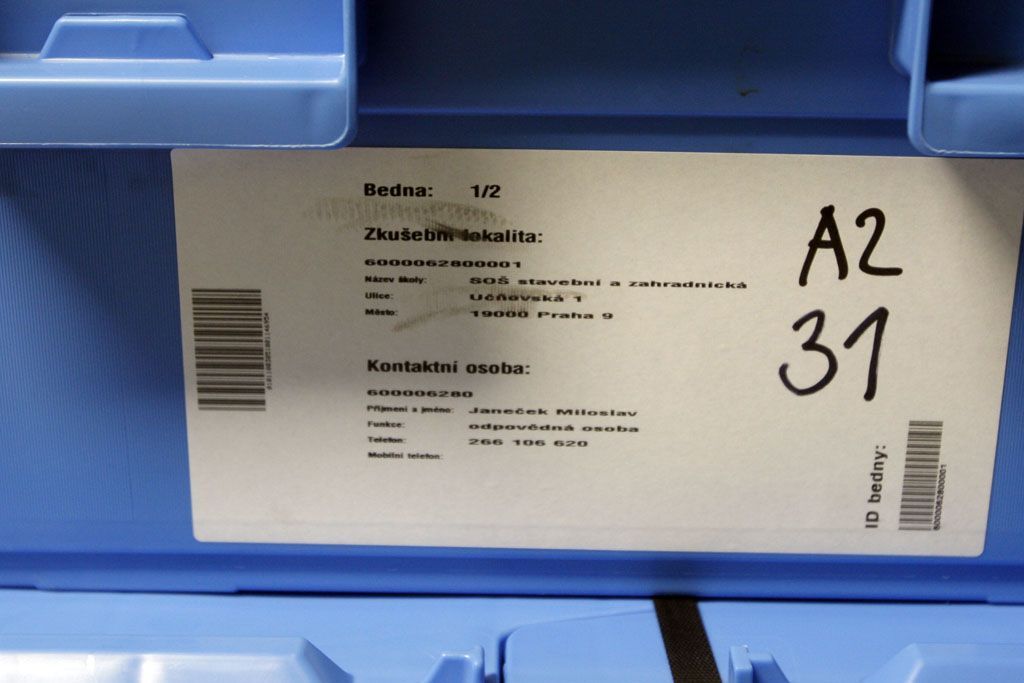 Bedna: 1/2
Zkušební lokalita:
6000062800001
Název školy: SOŠ stavební a zahradnická
Ulice: Učňovská 1
Město: 19000 Praha 9
Kontaktní osoba:
600006280
Příjmení a jméno: Janeček Miloslav
Funkce: odpovědná osoba
Telefon: 266 106 620
Mobilní telefon:
A2
31
ID bedny:
6000062800001